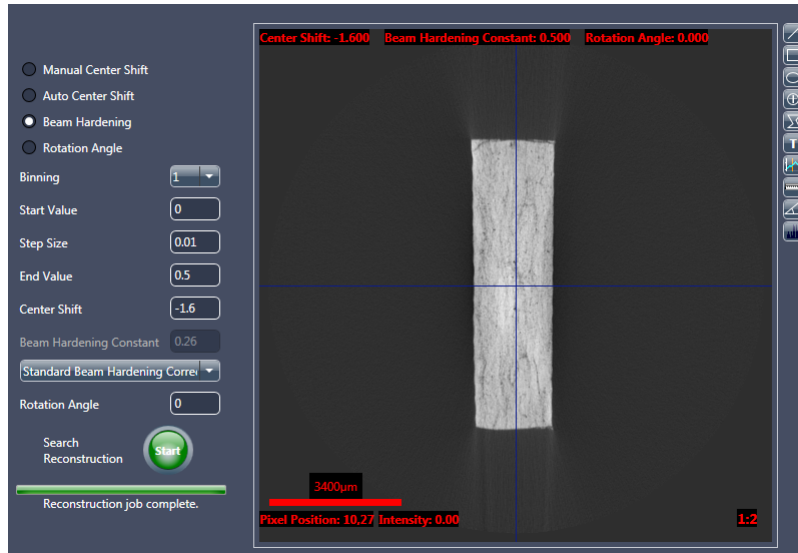 Manual Center Shift
Auto Center Shift
Beam Hardening
Rotation Angle
Binning 1
Start Value 0
Step Size 0.01
End Value 0.5
Center Shift -1.6
Beam Hardening Constant 0.26
Standard Beam Hardening Correc
Rotation Angle 0
Search
Reconstruction
Start
Reconstruction job complete.
Center Shift: -1.600 Beam Hardening Constant: 0.500 Rotation Angle: 0.000
3400μm
Pixel Position: 10,27 Intensity: 0.00 1:2
T